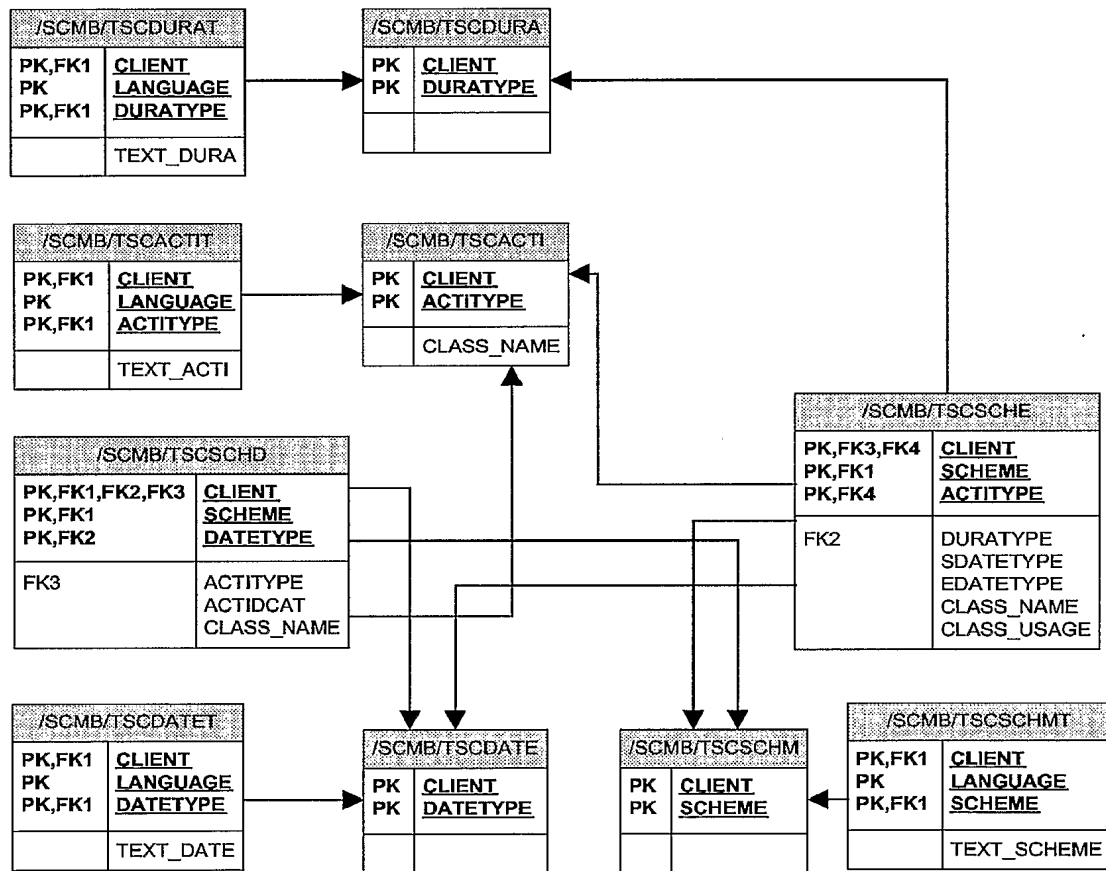 /SCMB/TSCDURAT
PK,FK1 CLIENT
PK LANGUAGE
PK,FK1 DURATYPE
TEXT_DURA
/SCMB/TSCDURA
PK CLIENT
PK DURATYPE
/SCMB/TSCACTIT
PK,FK1 CLIENT
PK LANGUAGE
PK,FK1 ACTITYPE
TEXT_ACTI
/SCMB/TSCACTI
PK CLIENT
PK ACTITYPE
CLASS_NAME
/SCMB/TSCSCHE
PK,FK3,FK4 CLIENT
PK,FK1 SCHEME
PK,FK4 ACTITYPE
FK2 DURATYPE
SDATETYPE
EDATETYPE
CLASS_NAME
CLASS_USAGE
/SCMB/TSCSCHD
PK,FK1,FK2,FK3 CLIENT
PK,FK1 SCHEME
PK,FK2 DATETYPE
FK3 ACTITYPE
ACTIDCAT
CLASS_NAME
/SCMB/TSCDATET
PK,FK1 CLIENT
PK LANGUAGE
PK,FK1 DATETYPE
TEXT_DATE
/SCMB/TSCDATE
PK CLIENT
PK DATETYPE
/SCMB/TSCSCHM
PK CLIENT
PK SCHEME
/SCMB/TSCSCHMT
PK,FK1 CLIENT
PK LANGUAGE
PK,FK1 SCHEME
TEXT_SCHEME